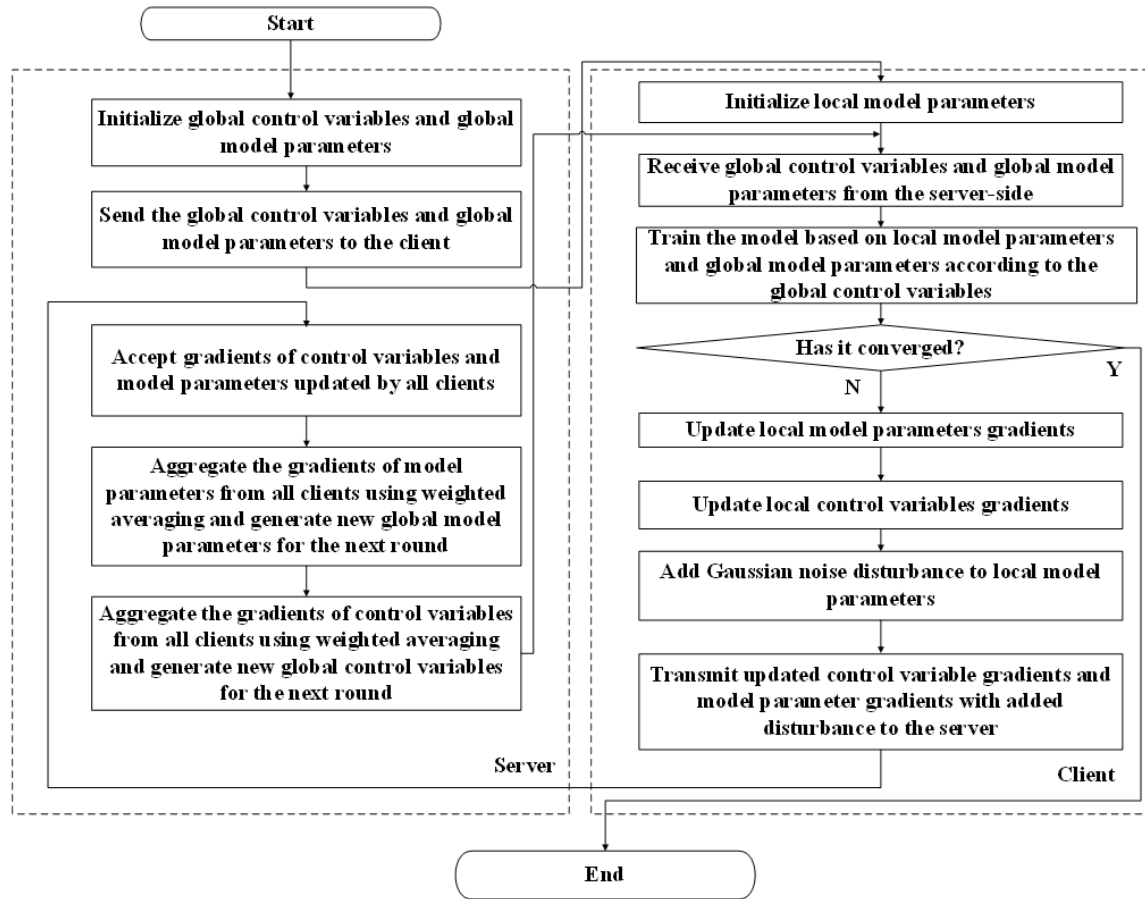 Start
Initialize global control variables and global
model parameters
Send the global control variables and global
model parameters to the client
Accept gradients of control variables and
model parameters updated by all clients
Aggregate the gradients of model
parameters from all clients using weighted
averaging and generate new global model
parameters for the next round
Aggregate the gradients of control variables
from all clients using weighted averaging
and generate new global control variables
for the next round
Server
Initialize local model parameters
Receive global control variables and global model
parameters from the server-side
Train the model based on local model parameters
and global model parameters according to the
global control variables
Has it converged?
Y
N
Update local model parameters gradients
Update local control variables gradients
Add Gaussian noise disturbance to local model
parameters
Transmit updated control variable gradients and
model parameter gradients with added
disturbance to the server
Client
End